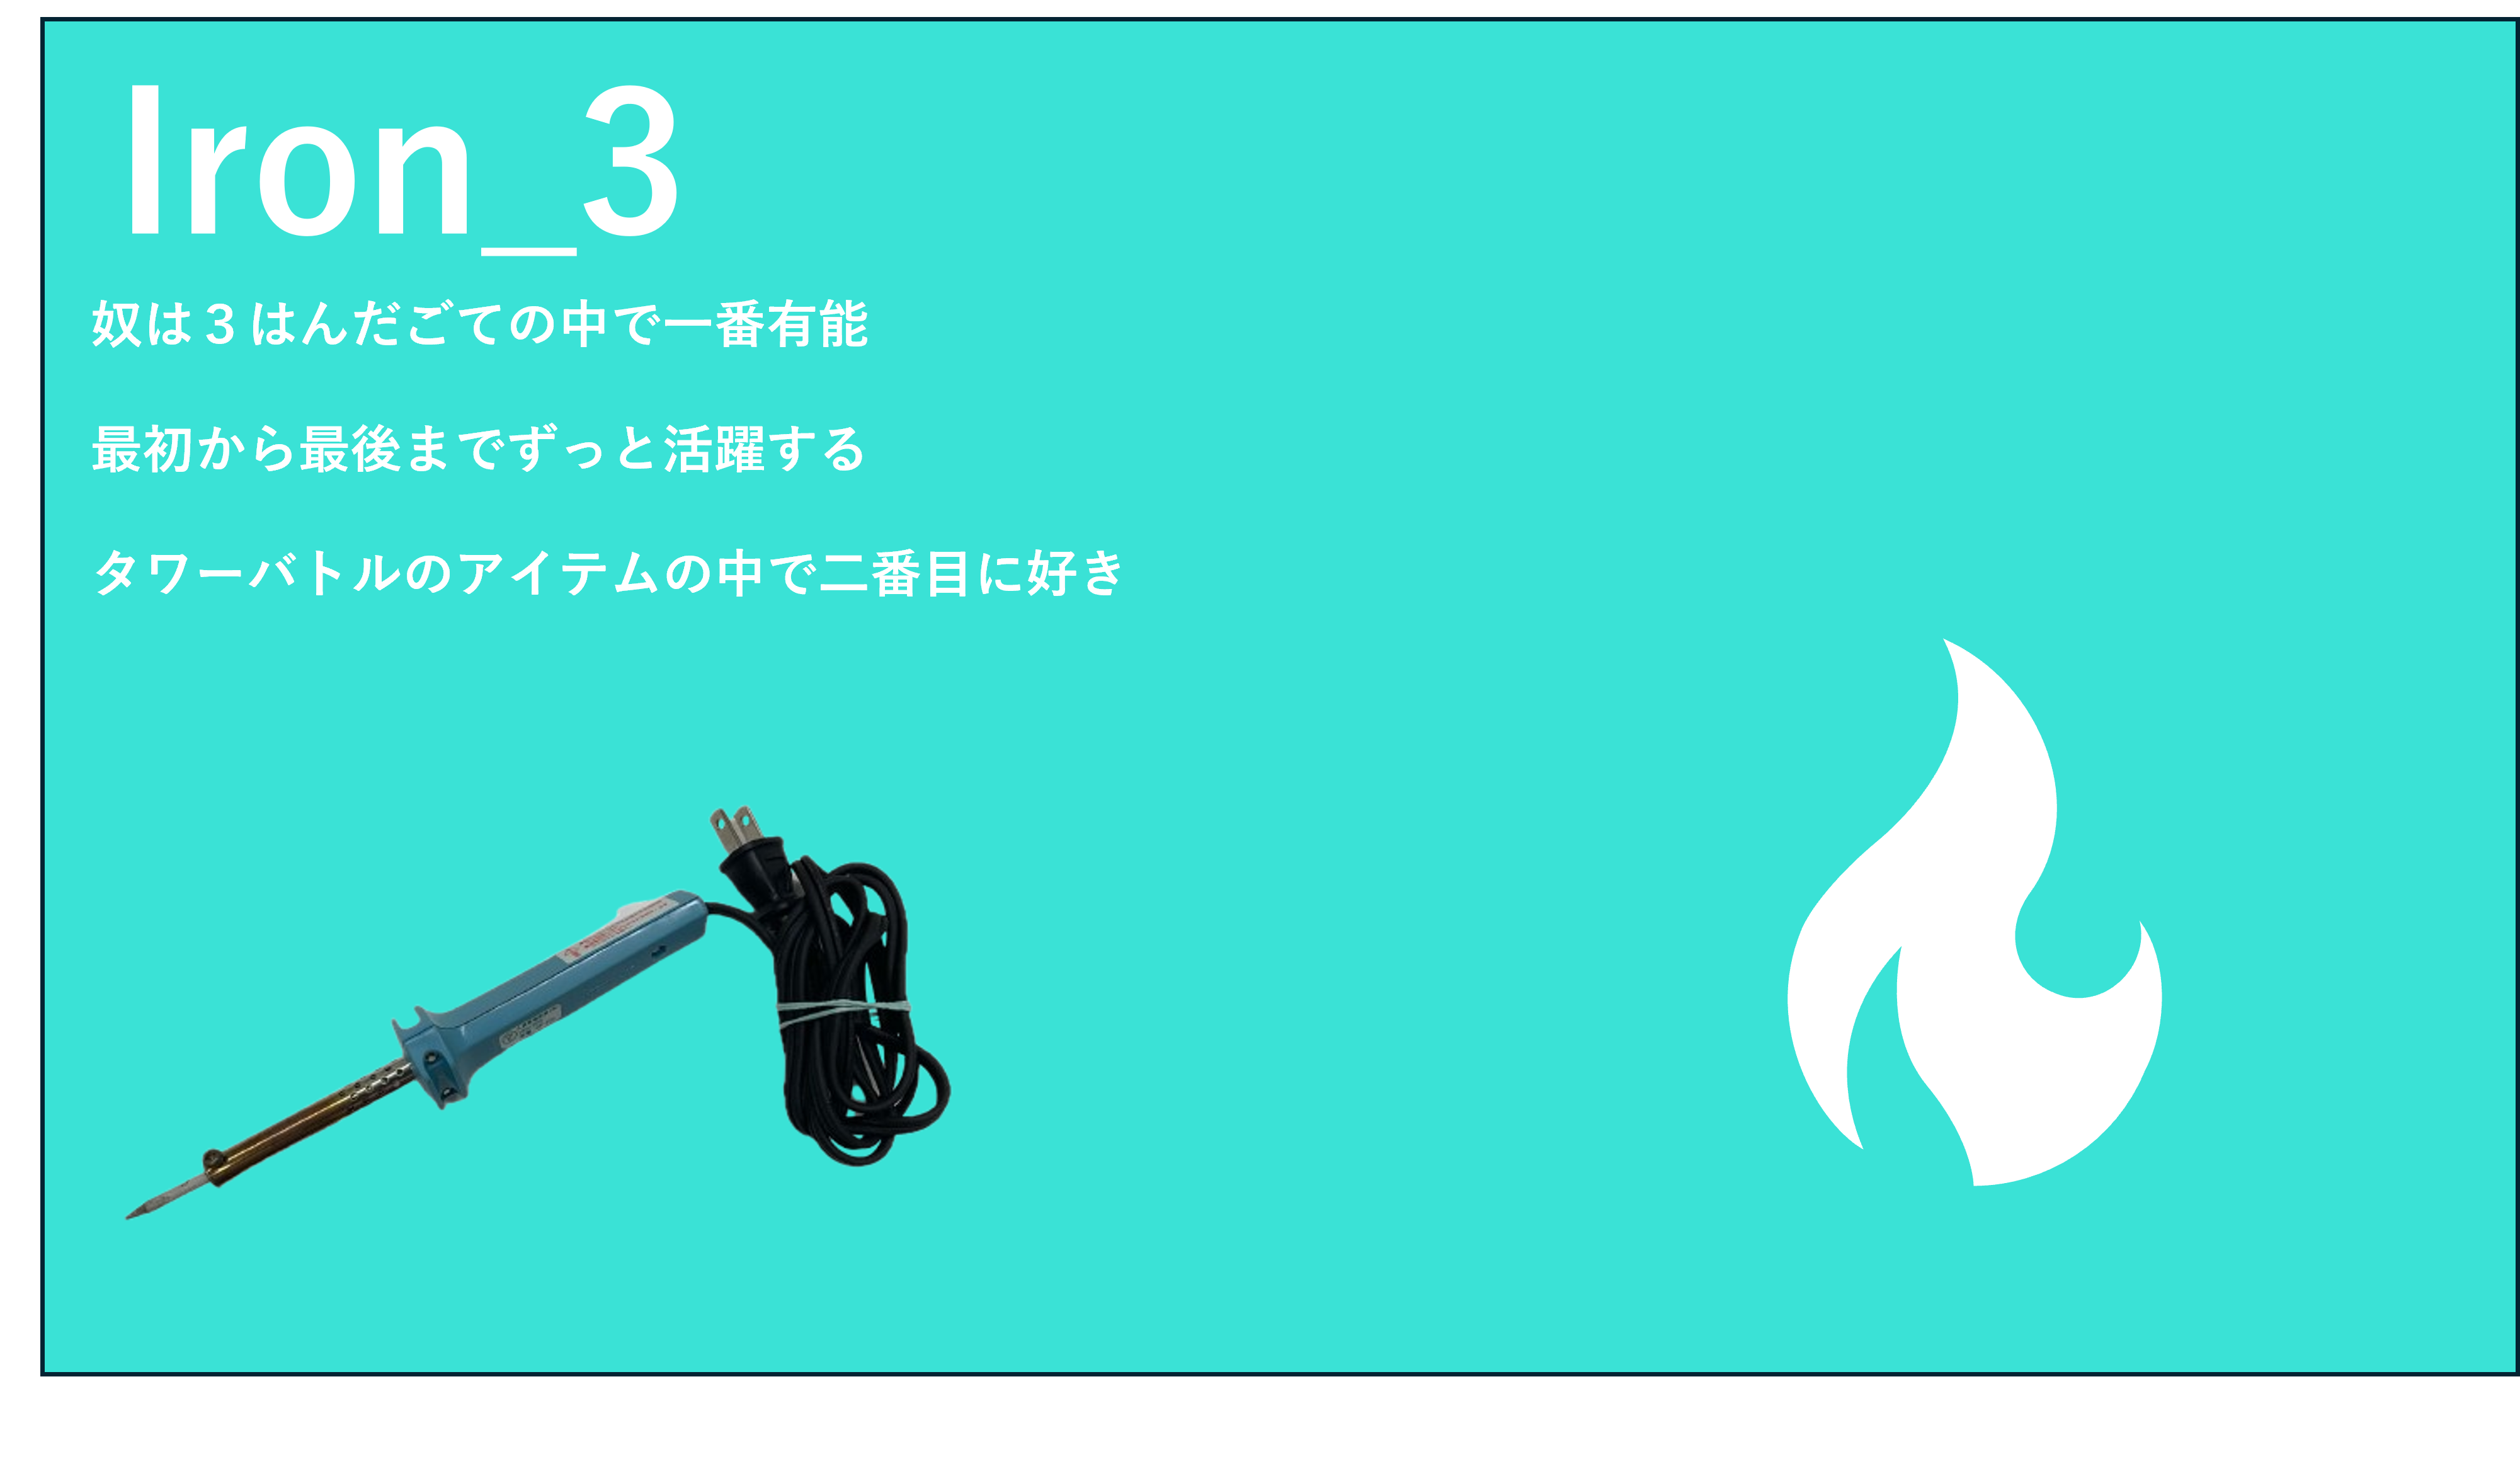 Iron_3
奴は3はんだごての中で一番有能
最初から最後までずっと活躍する
タワーバトルのアイテムの中で二番目に好き